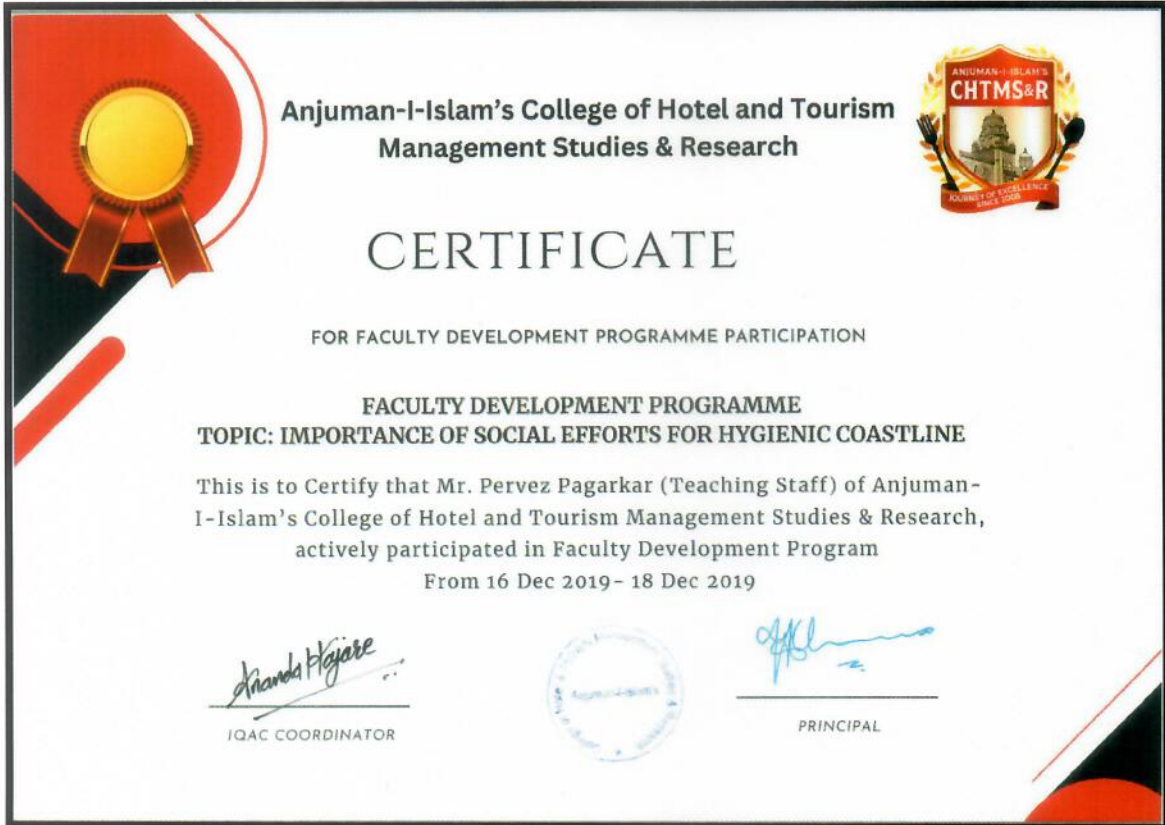 Anjuman-I-Islam's College of Hotel and Tourism
Management Studies & Research
ANJUMAN-I-ISLAM'S
CHTMS&R
JOURNEY OF EXCELLENCE
SINCE 2008
CERTIFICATE
FOR FACULTY DEVELOPMENT PROGRAMME PARTICIPATION
FACULTY DEVELOPMENT PROGRAMME
TOPIC: IMPORTANCE OF SOCIAL EFFORTS FOR HYGIENIC COASTLINE
This is to Certify that Mr. Pervez Pagarkar (Teaching Staff) of Anjuman-
I-Islam's College of Hotel and Tourism Management Studies & Research,
actively participated in Faculty Development Program
From 16 Dec 2019- 18 Dec 2019
Ananda Hajare
Anjuman-I-Islam's
IQAC COORDINATOR
PRINCIPAL